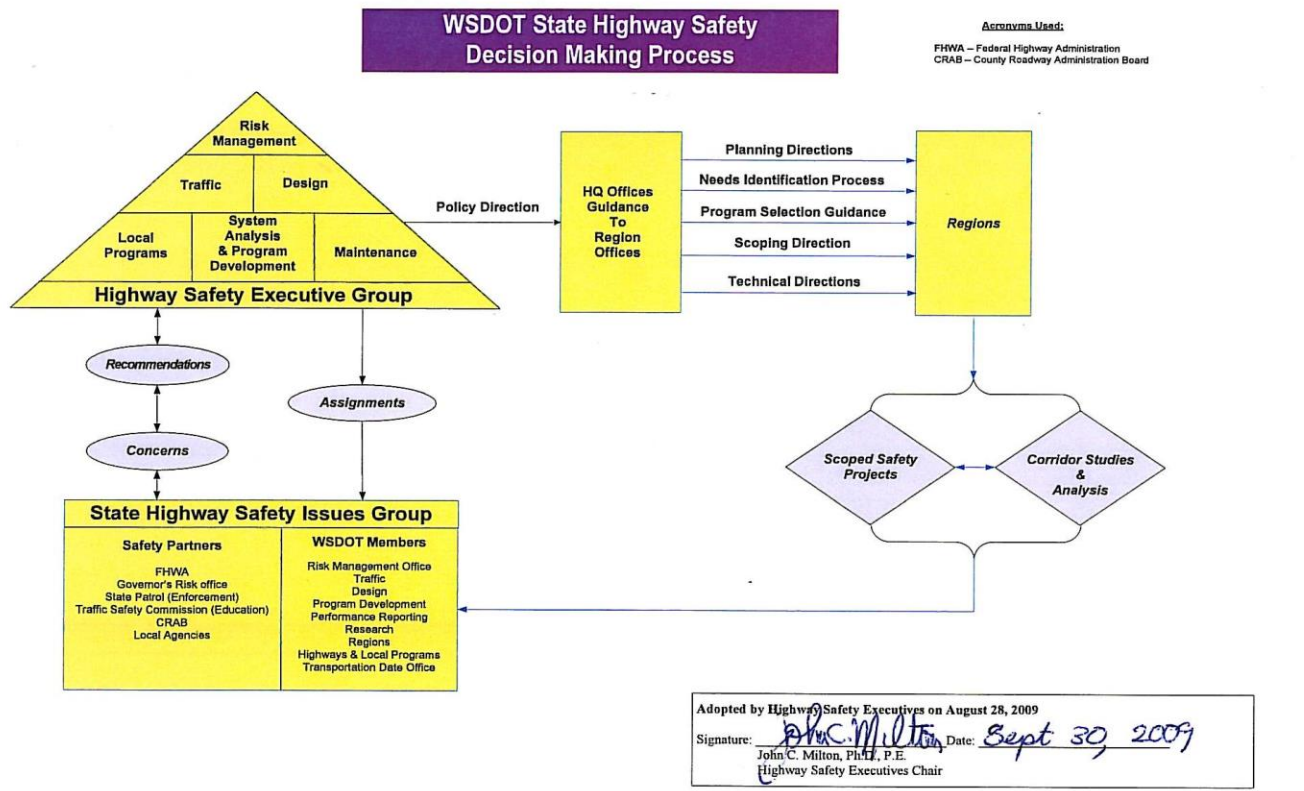 WSDOT State Highway Safety
Decision Making Process
Acronyms Used:
FHWA – Federal Highway Administration
CRAB – County Roadway Administration Board
Risk
Management
Traffic
Design
Local
Programs
System
Analysis
& Program
Development
Maintenance
Highway Safety Executive Group
Policy Direction
HQ Offices
Guidance
To
Region
Offices
Planning Directions
Needs Identification Process
Program Selection Guidance
Scoping Direction
Technical Directions
Regions
Recommendations
Concerns
Assignments
Scoped Safety
Projects
Corridor Studies
&
Analysis
State Highway Safety Issues Group
Safety Partners
FHWA
Governor's Risk office
State Patrol (Enforcement)
Traffic Safety Commission (Education)
CRAB
Local Agencies
WSDOT Members
Risk Management Office
Traffic
Design
Program Development
Performance Reporting
Research
Regions
Highways & Local Programs
Transportation Date Office
Adopted by Highway Safety Executives on August 28, 2009
Signature: John C. Milton Date: Sept 30, 2009
John C. Milton, Ph.D., P.E.
Highway Safety Executives Chair